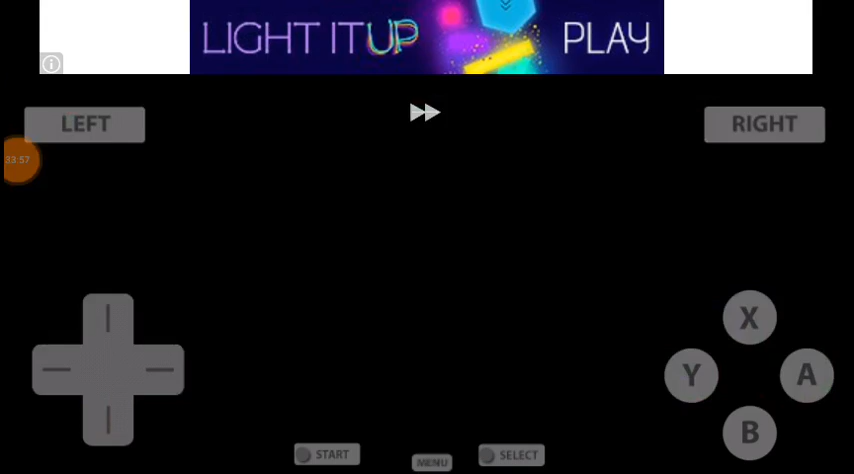 LIGHT IT UP PLAY
LEFT
RIGHT
33 57
X
Y
A
B
START
MENU
SELECT